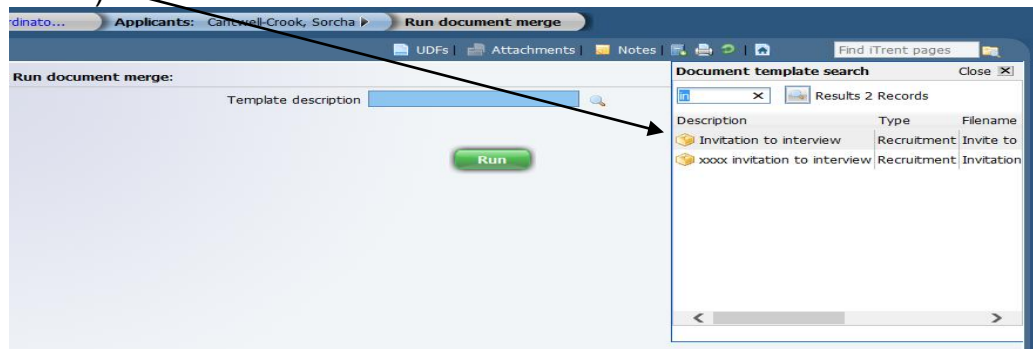 rdinato... Applicants: Cantwell-Crook, Sorcha Run document merge
UDFs | Attachments | Notes | Find iTrent pages
Run document merge:
Document template search Close
Template description
in Results 2 Records
Description Type Filename
Invitation to interview Recruitment Invite to
xxxx invitation to interview Recruitment Invitation
Run